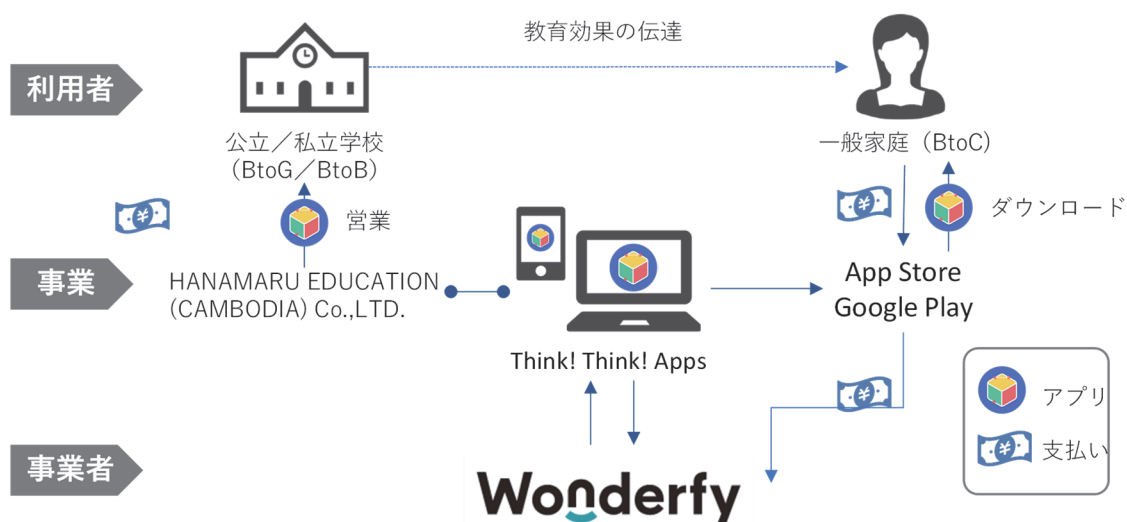 教育効果の伝達
利用者
公立／私立学校
（BtoG／BtoB）
一般家庭（BtoC）
営業
ダウンロード
事業
HANAMARU EDUCATION
(CAMBODIA) Co.,LTD.
App Store
Google Play
Think! Think! Apps
アプリ
支払い
事業者
Wonderfy